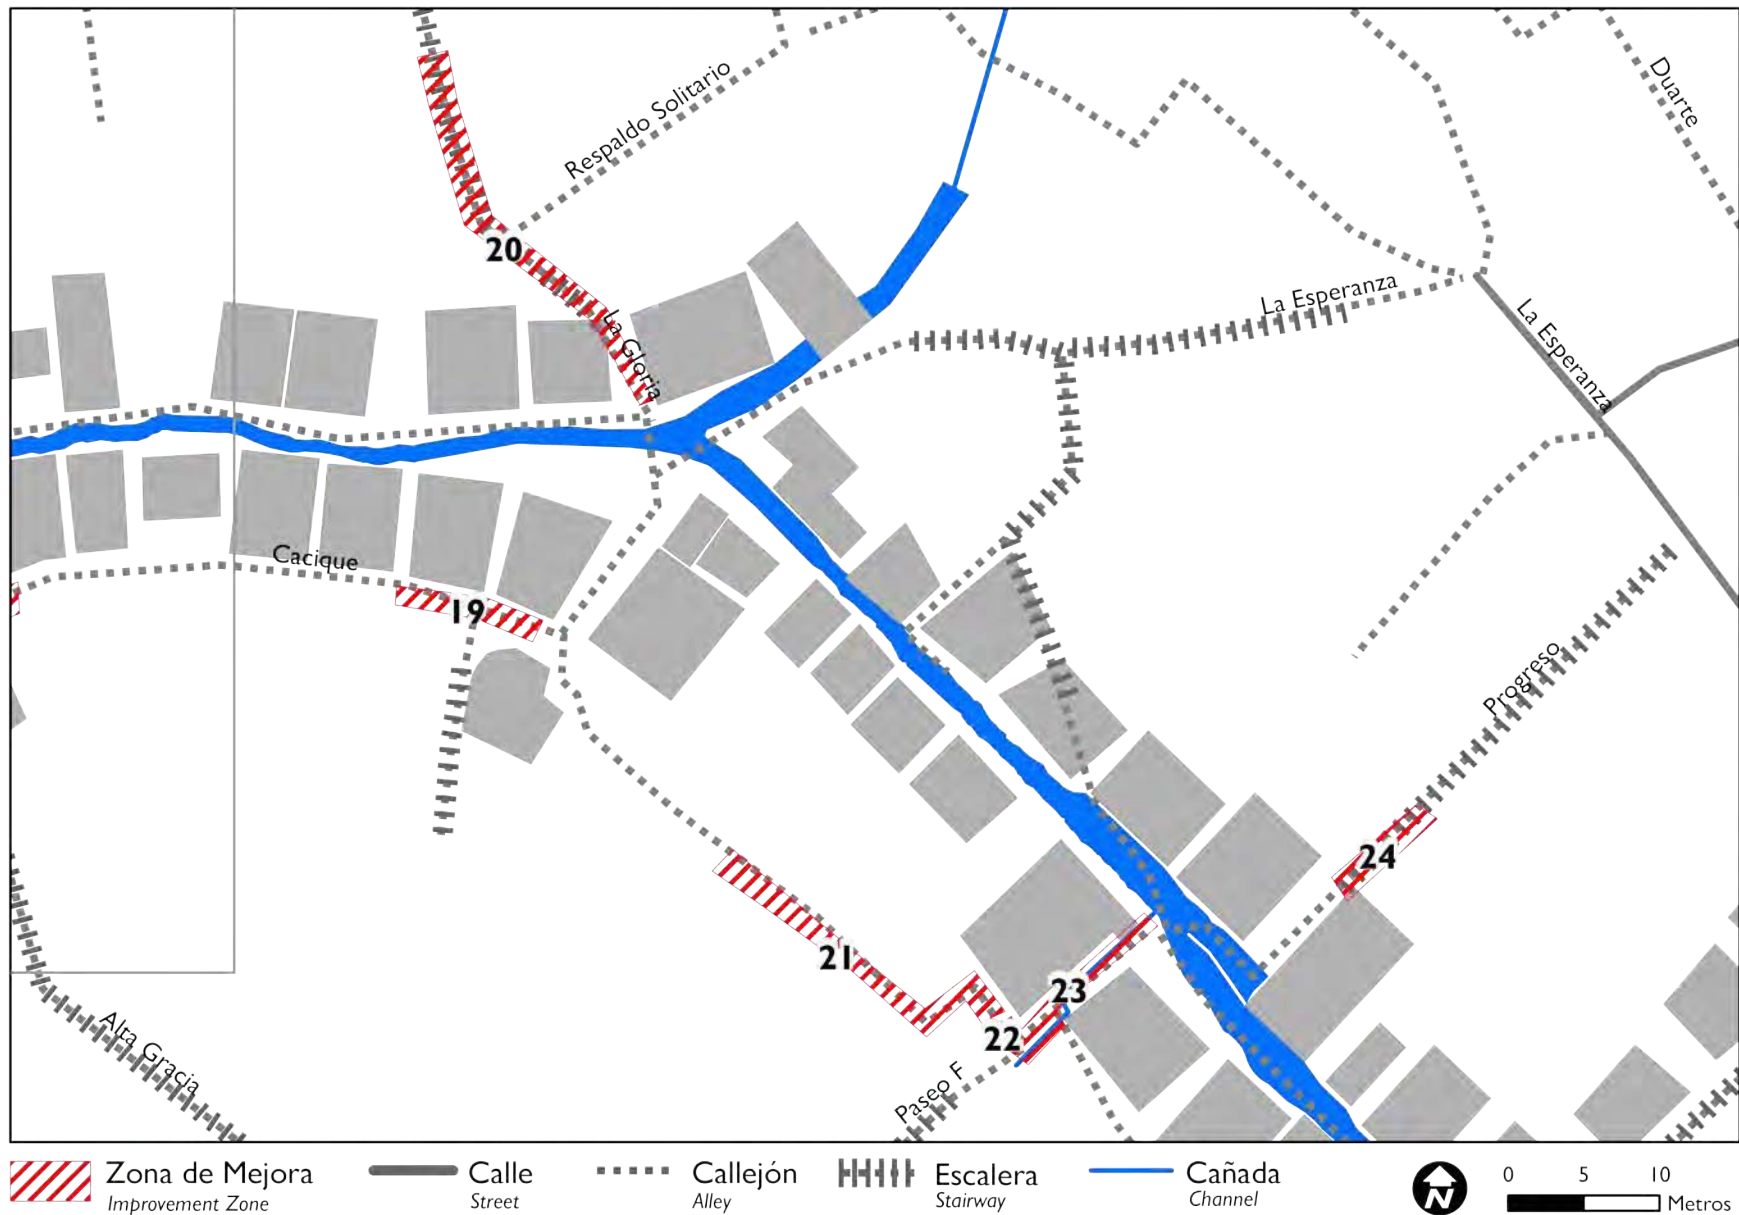 Duarte
Respaldo Solitario
20
La Esperanza
La Esperanza
La Gloria
Cacique
19
Progreso
24
21
23
22
Alta Gracia
Paseo F
Zona de Mejora
Improvement Zone
Calle
Street
Callejón
Alley
Escalera
Stairway
Cañada
Channel
N
0 5 10
Metros